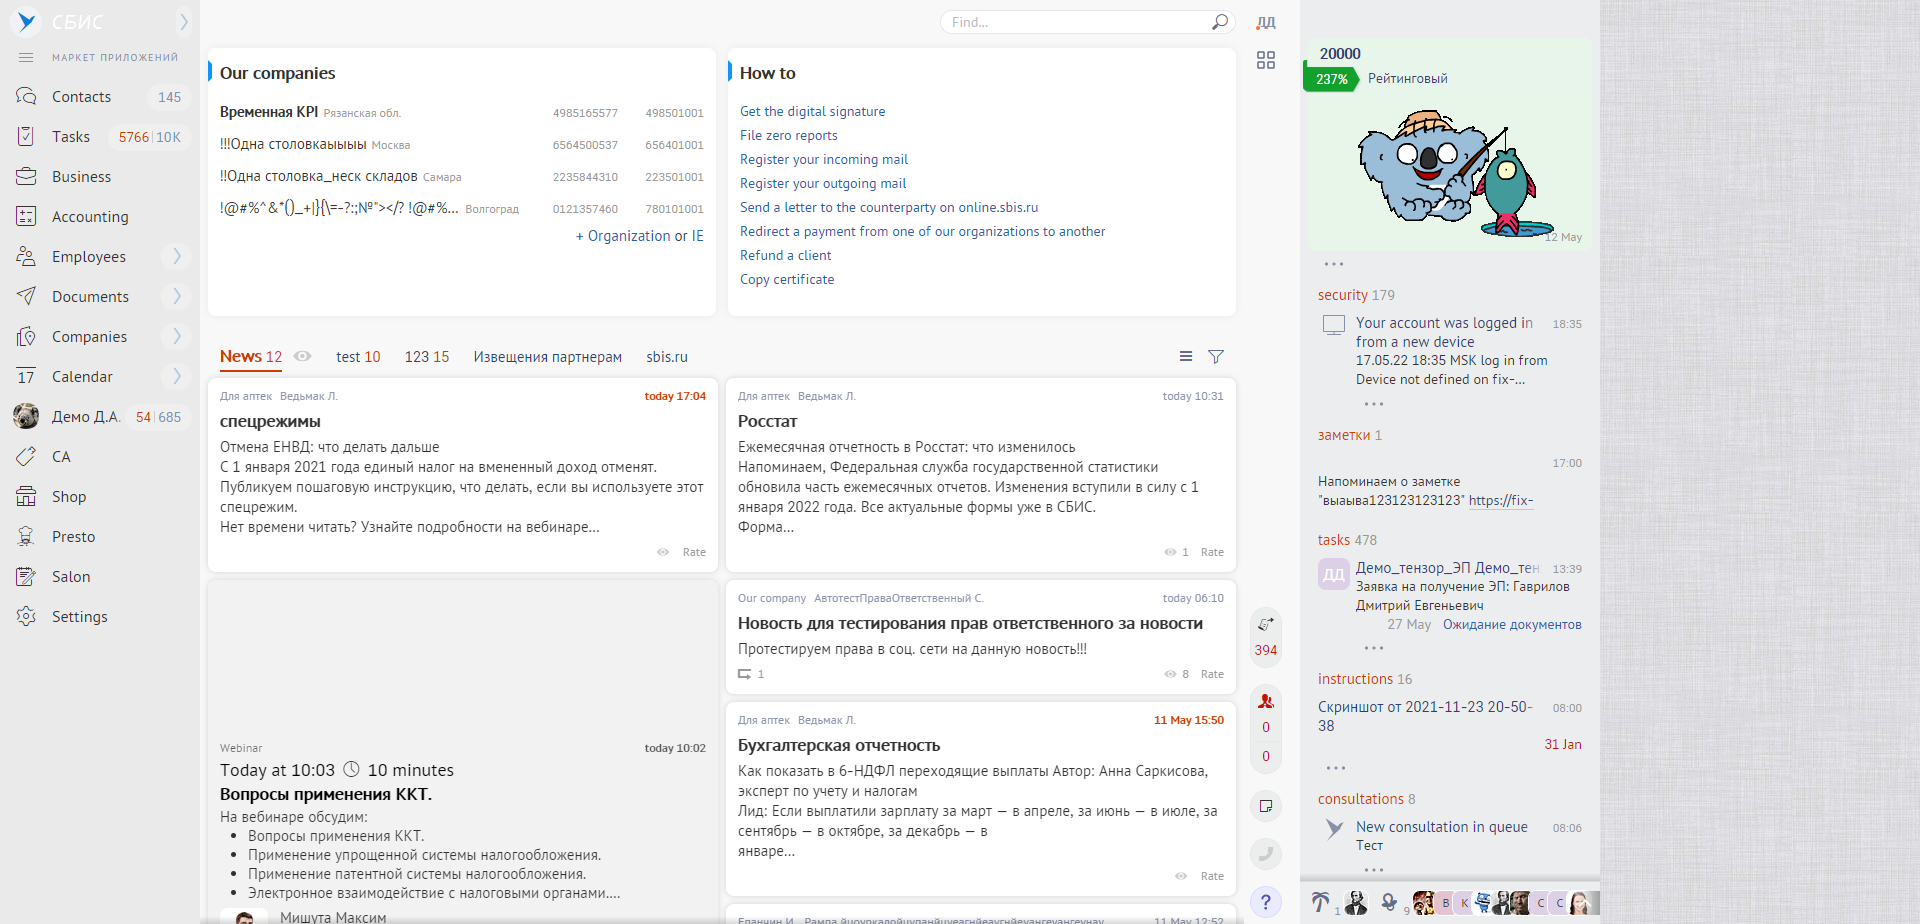 СБИС
МАРКЕТ ПРИЛОЖЕНИЙ
Contacts 145
Tasks 5766 10K
Business
Accounting
Employees
Documents
Companies
17 Calendar
Демо Д.А. 54 685
CA
Shop
Presto
Salon
Settings
Find...
ДД
Our companies
Временная KPI Рязанская обл. 4985165577 498501001
!!!Одна столовкаыыыы Москва 6564500537 656401001
!!Одна столовка_неск складов Самара 2235844310 223501001
!@#%^&*()_+|}{\=-?:;№"></? !@#%... Волгоград 0121357460 780101001
+ Organization or IE
How to
Get the digital signature
File zero reports
Register your incoming mail
Register your outgoing mail
Send a letter to the counterparty on online.sbis.ru
Redirect a payment from one of our organizations to another
Refund a client
Copy certificate
News 12 test 10 123 15 Извещения партнерам sbis.ru
Для аптек Ведьмак Л. today 17:04
спецрежимы
Отмена ЕНВД: что делать дальше
С 1 января 2021 года единый налог на вмененный доход отменят.
Публикуем пошаговую инструкцию, что делать, если вы используете этот
спецрежим.
Нет времени читать? Узнайте подробности на вебинаре...
Rate
Webinar today 10:02
Today at 10:03 10 minutes
Вопросы применения ККТ.
На вебинаре обсудим:
• Вопросы применения ККТ.
• Применение упрощенной системы налогообложения.
• Применение патентной системы налогообложения.
• Электронное взаимодействие с налоговыми органами....
Мишута Максим
Для аптек Ведьмак Л. today 10:31
Росстат
Ежемесячная отчетность в Росстат: что изменилось
Напоминаем, Федеральная служба государственной статистики
обновила часть ежемесячных отчетов. Изменения вступили в силу с 1
января 2022 года. Все актуальные формы уже в СБИС.
Форма...
1 Rate
Our company АвтотестПраваОтветственный С. today 06:10
Новость для тестирования прав ответственного за новости
Протестируем права в соц. сети на данную новость!!!
1 8 Rate
Для аптек Ведьмак Л. 11 May 15:50
Бухгалтерская отчетность
Как показать в 6-НДФЛ переходящие выплаты Автор: Анна Саркисова,
эксперт по учету и налогам
Лид: Если выплатили зарплату за март — в апреле, за июнь — в июле, за
сентябрь — в октябре, за декабрь — в
январе...
Rate
Епанчин И. 11 May 12:52
394
0
0
?
20000
237% Рейтинговый
12 May
security 179
Your account was logged in 18:35
from a new device
17.05.22 18:35 MSK log in from
Device not defined on fix-...
заметки 1
17:00
Напоминаем о заметке
"выаыва123123123123" https://fix-
tasks 478
ДД Демо_тензор_ЭП Демо_тен 13:39
Заявка на получение ЭП: Гаврилов
Дмитрий Евгеньевич
27 May Ожидание документов
instructions 16
Скриншот от 2021-11-23 20-50- 08:00
38
31 Jan
consultations 8
New consultation in queue 08:06
Тест
1 9 В К С С